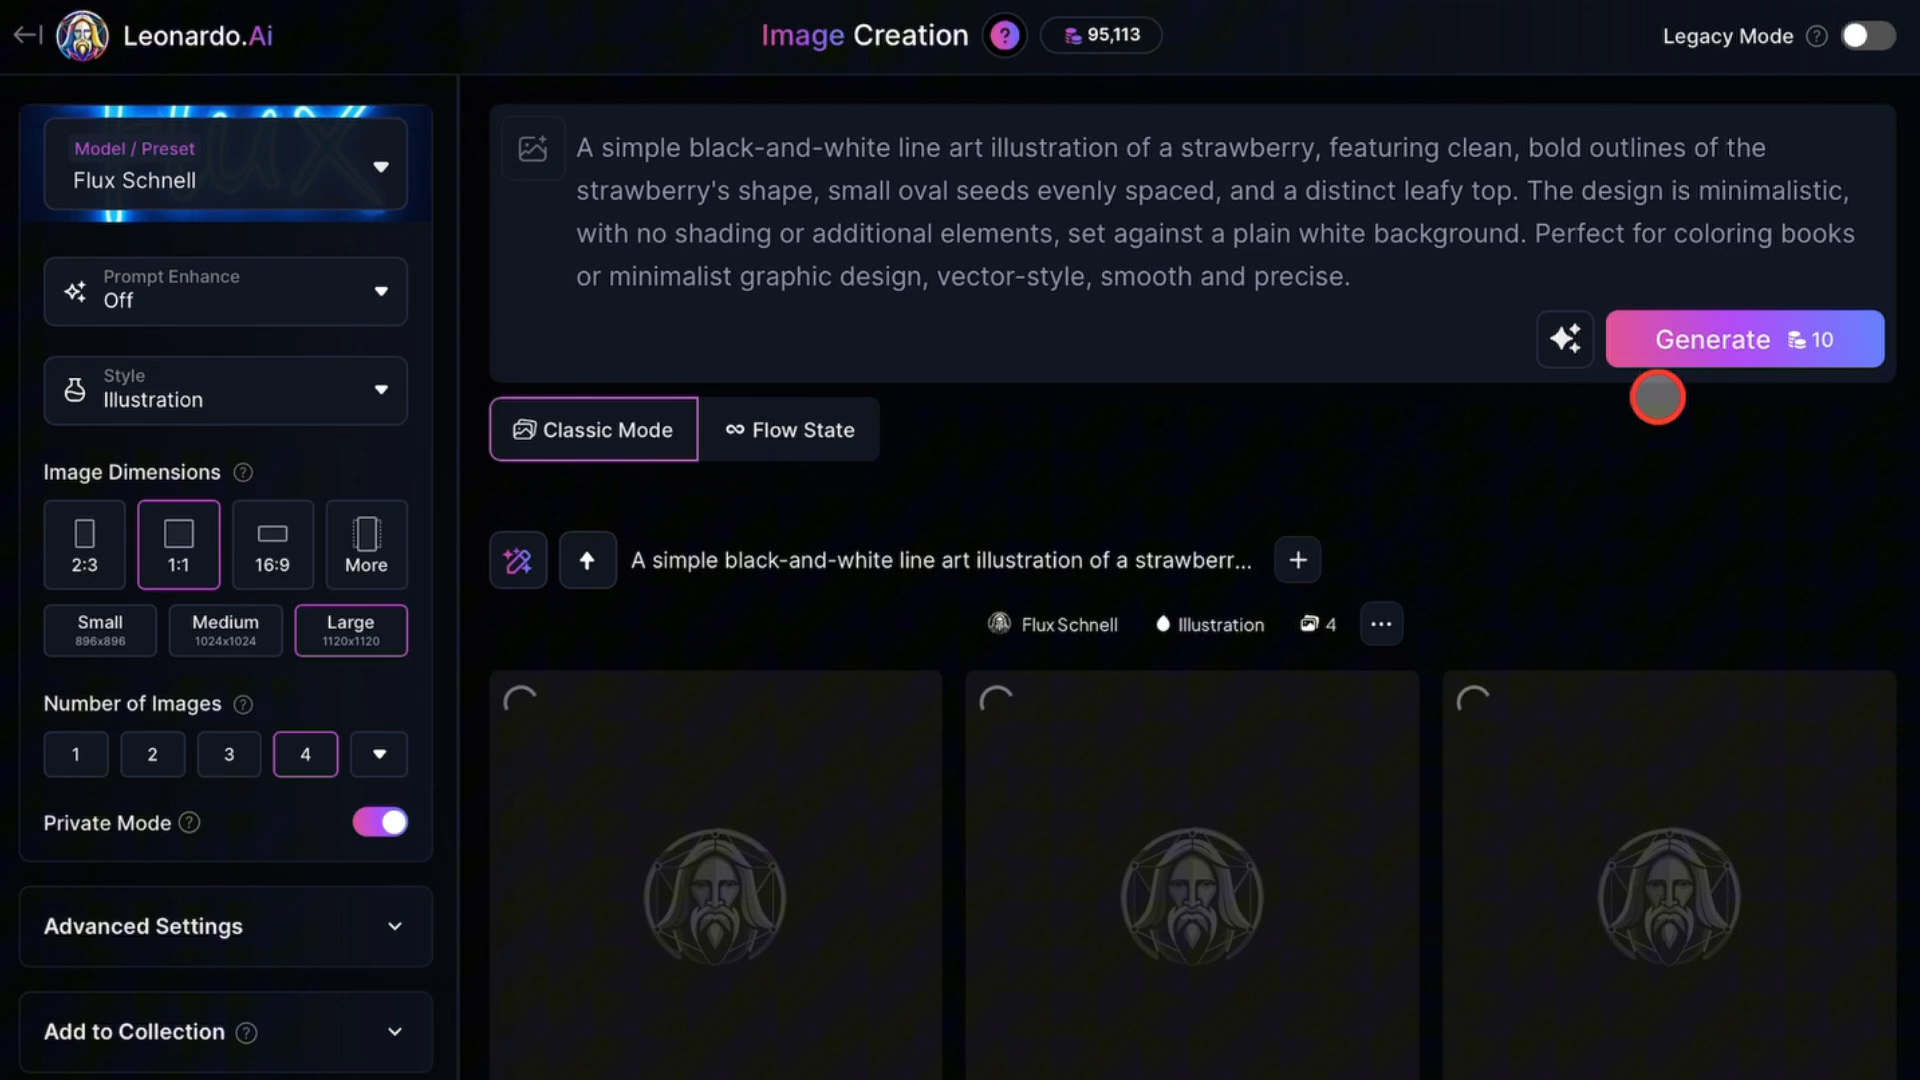 Leonardo.Ai
Image Creation
?
95,113
Legacy Mode ?
Model / Preset
Flux Schnell
Prompt Enhance
Off
Style
Illustration
Image Dimensions ?
2:3
1:1
16:9
More
Small
896x896
Medium
1024x1024
Large
1120x1120
Number of Images ?
1
2
3
4
Private Mode ?
Advanced Settings
Add to Collection ?
A simple black-and-white line art illustration of a strawberry, featuring clean, bold outlines of the
strawberry's shape, small oval seeds evenly spaced, and a distinct leafy top. The design is minimalistic,
with no shading or additional elements, set against a plain white background. Perfect for coloring books
or minimalist graphic design, vector-style, smooth and precise.
Generate 10
Classic Mode
Flow State
A simple black-and-white line art illustration of a strawberr...
Flux Schnell
Illustration
4